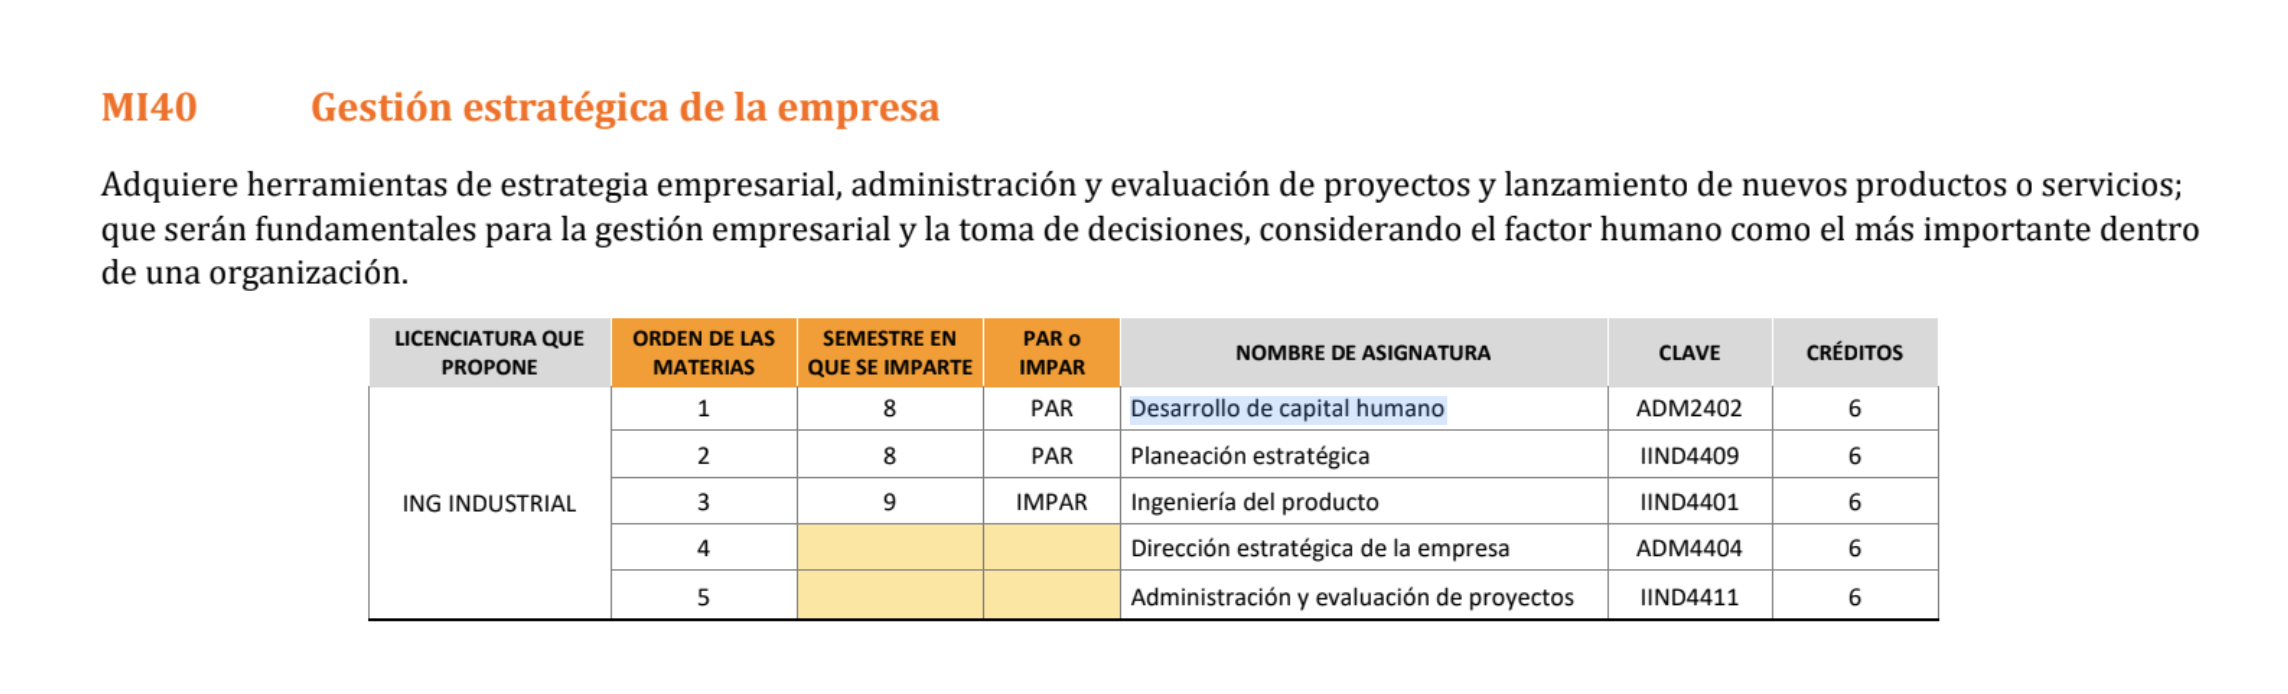 MI40 Gestión estratégica de la empresa
Adquiere herramientas de estrategia empresarial, administración y evaluación de proyectos y lanzamiento de nuevos productos o servicios;
que serán fundamentales para la gestión empresarial y la toma de decisiones, considerando el factor humano como el más importante dentro
de una organización.
LICENCIATURA QUE PROPONE ORDEN DE LAS MATERIAS SEMESTRE EN QUE SE IMPARTE PAR o IMPAR NOMBRE DE ASIGNATURA CLAVE CRÉDITOS
ING INDUSTRIAL
1 8 PAR Desarrollo de capital humano ADM2402 6
2 8 PAR Planeación estratégica IIND4409 6
3 9 IMPAR Ingeniería del producto IIND4401 6
4 Dirección estratégica de la empresa ADM4404 6
5 Administración y evaluación de proyectos IIND4411 6